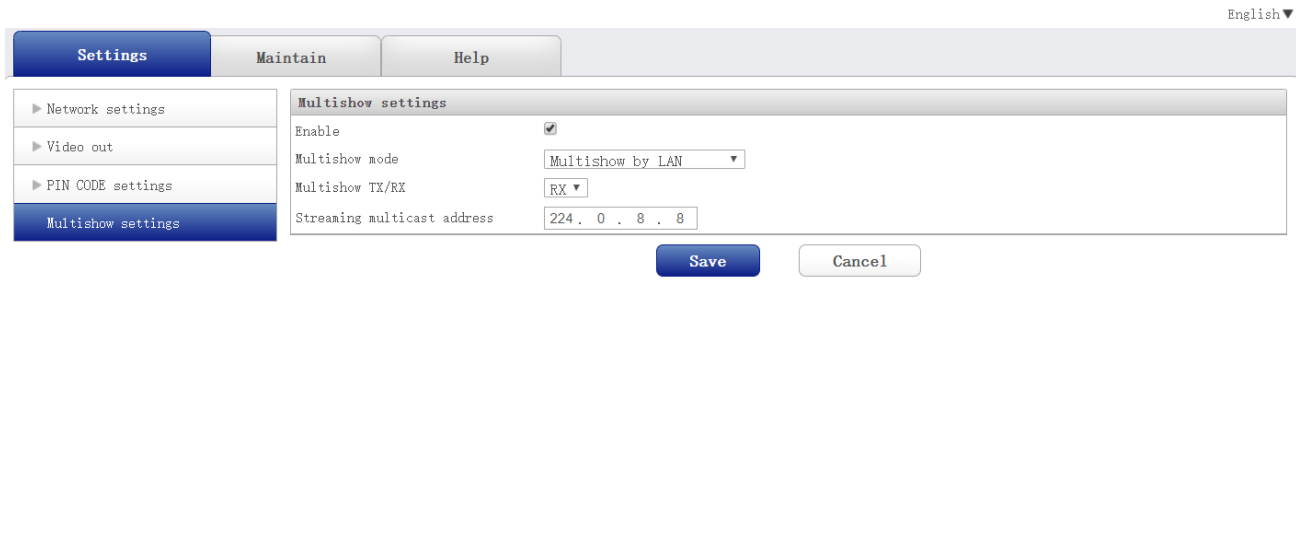 English▼
Settings Maintain Help
Network settings
Video out
PIN CODE settings
Multishow settings
Multishow settings
Enable
Multishow mode Multishow by LAN
Multishow TX/RX RX
Streaming multicast address 224. 0 . 8 . 8
Save Cancel